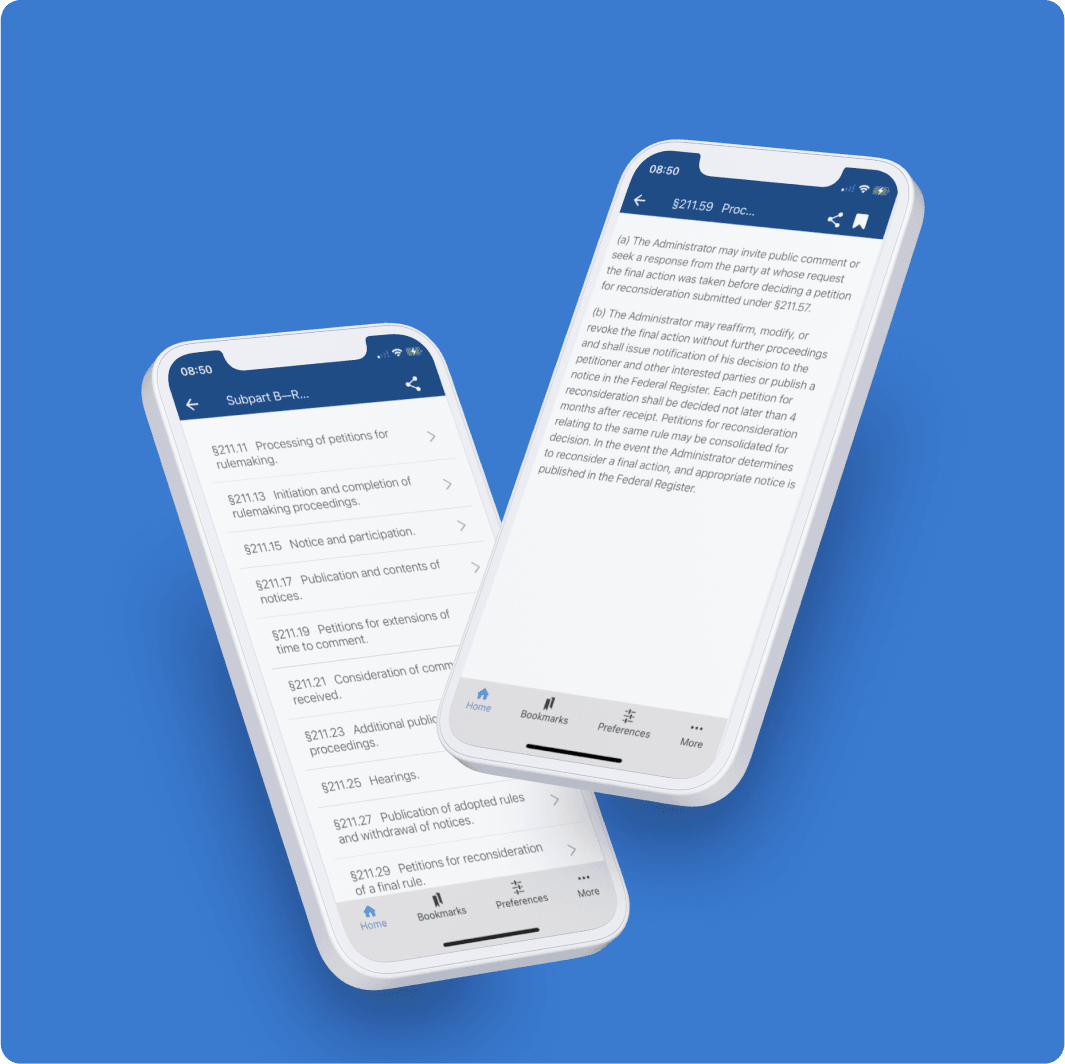 08:50
Subpart B—R...
§211.11 Processing of petitions for
rulemaking.
§211.13 Initiation and completion of
rulemaking proceedings.
§211.15 Notice and participation.
§211.17 Publication and contents of
notices.
§211.19 Petitions for extensions of
time to comment.
§211.21 Consideration of comm
received.
§211.23 Additional public
proceedings.
§211.25 Hearings.
§211.27 Publication of adopted rules
and withdrawal of notices.
§211.29 Petitions for reconsideration
of a final rule.
Home Bookmarks Preferences More
08:50
§211.59 Proc...
(a) The Administrator may invite public comment or
seek a response from the party at whose request
the final action was taken before deciding a petition
for reconsideration submitted under §211.57.
(b) The Administrator may reaffirm, modify, or
revoke the final action without further proceedings
and shall issue notification of his decision to the
petitioner and other interested parties or publish a
notice in the Federal Register. Each petition for
reconsideration shall be decided not later than 4
months after receipt. Petitions for reconsideration
relating to the same rule may be consolidated for
decision. In the event the Administrator determines
to reconsider a final action, and appropriate notice is
published in the Federal Register.
Home Bookmarks Preferences More